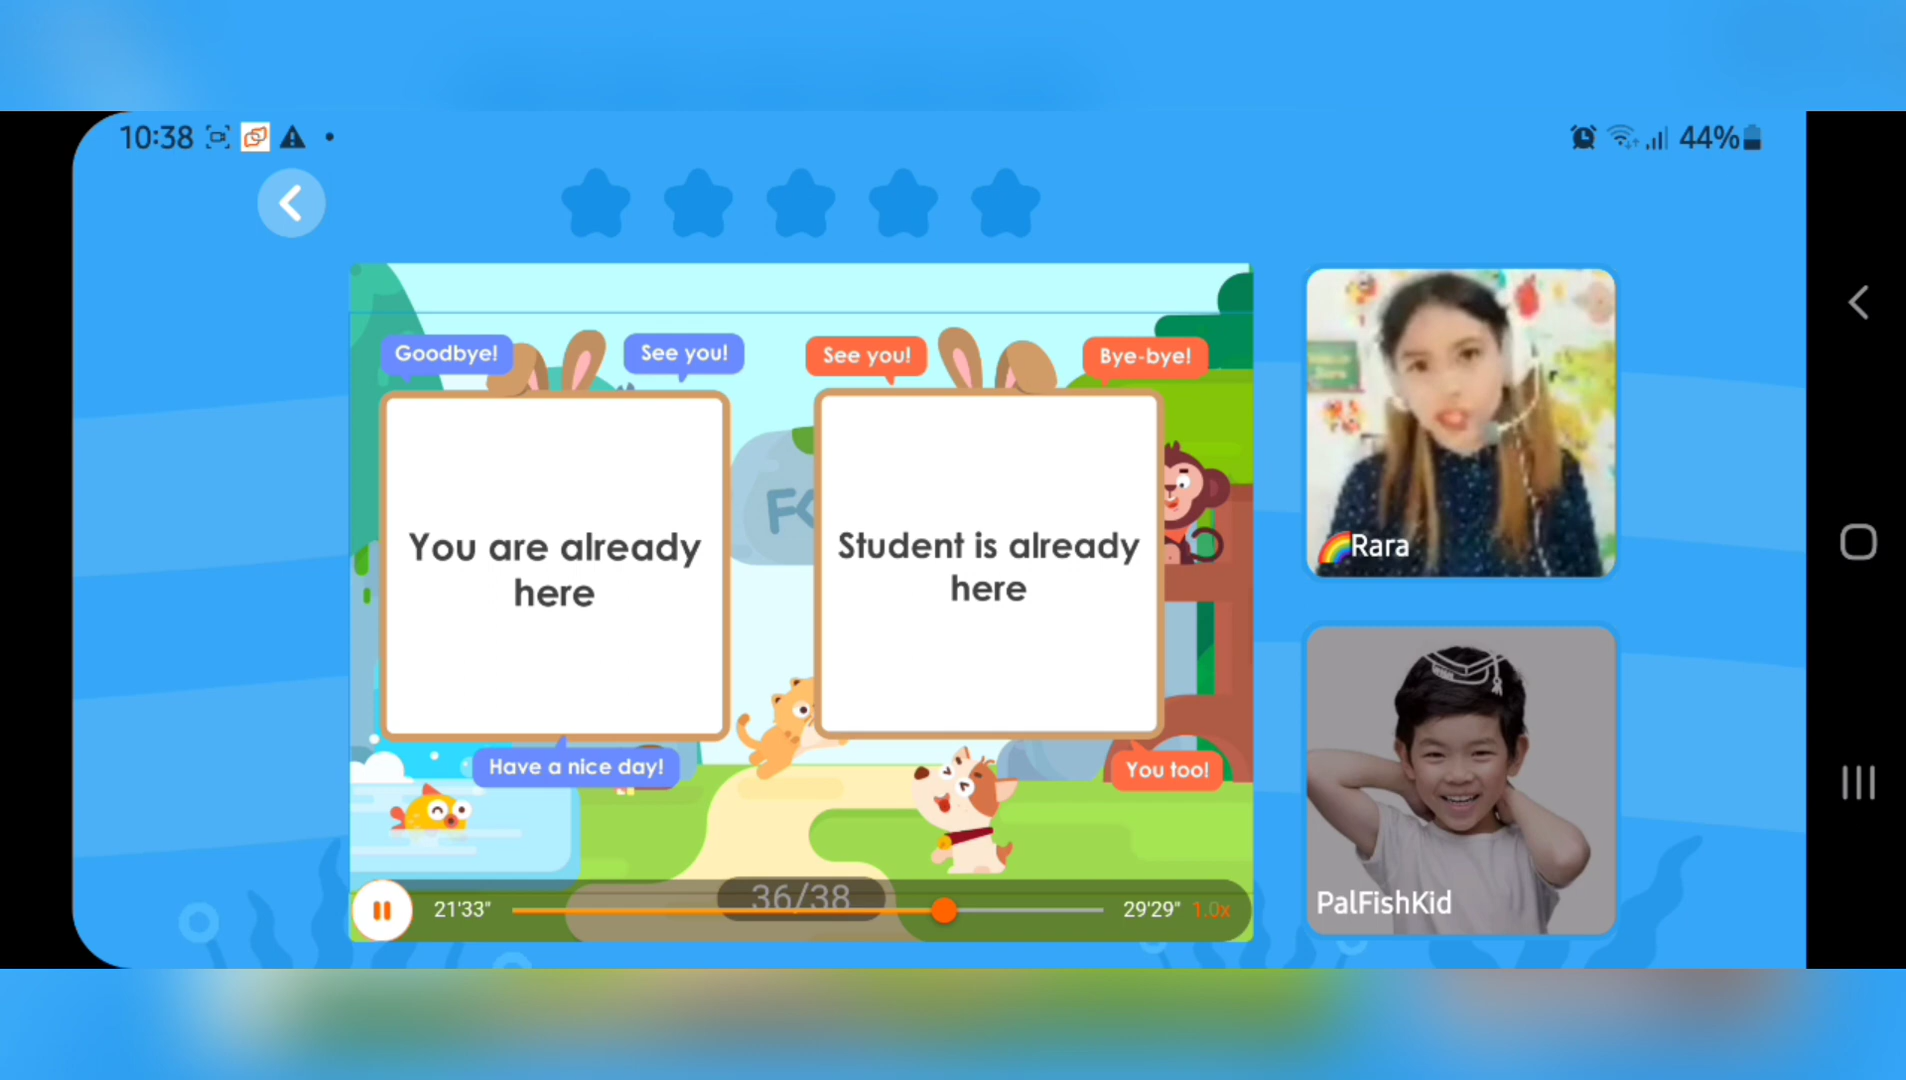 10:38
44%
Goodbye!
See you!
See you!
Bye-bye!
You are already
here
Student is already
here
Have a nice day!
You too!
21'33"
36/38
29'29"
1.0x
Rara
PalFishKid